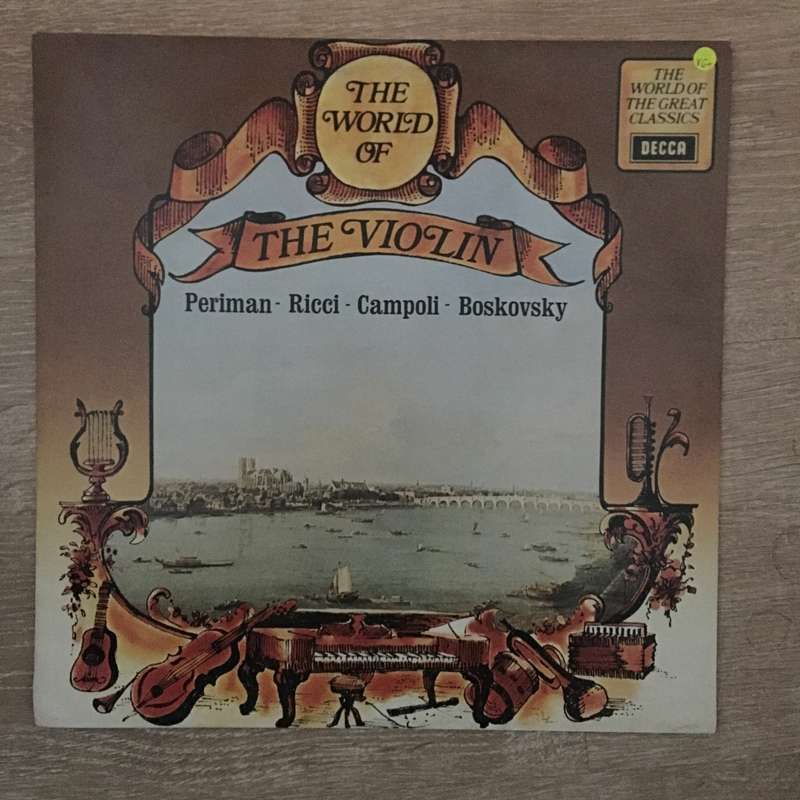 THE
WORLD
OF
THE VIOLIN
Periman - Ricci - Campoli - Boskovsky
THE
WORLD OF
THE GREAT
CLASSICS
DECCA